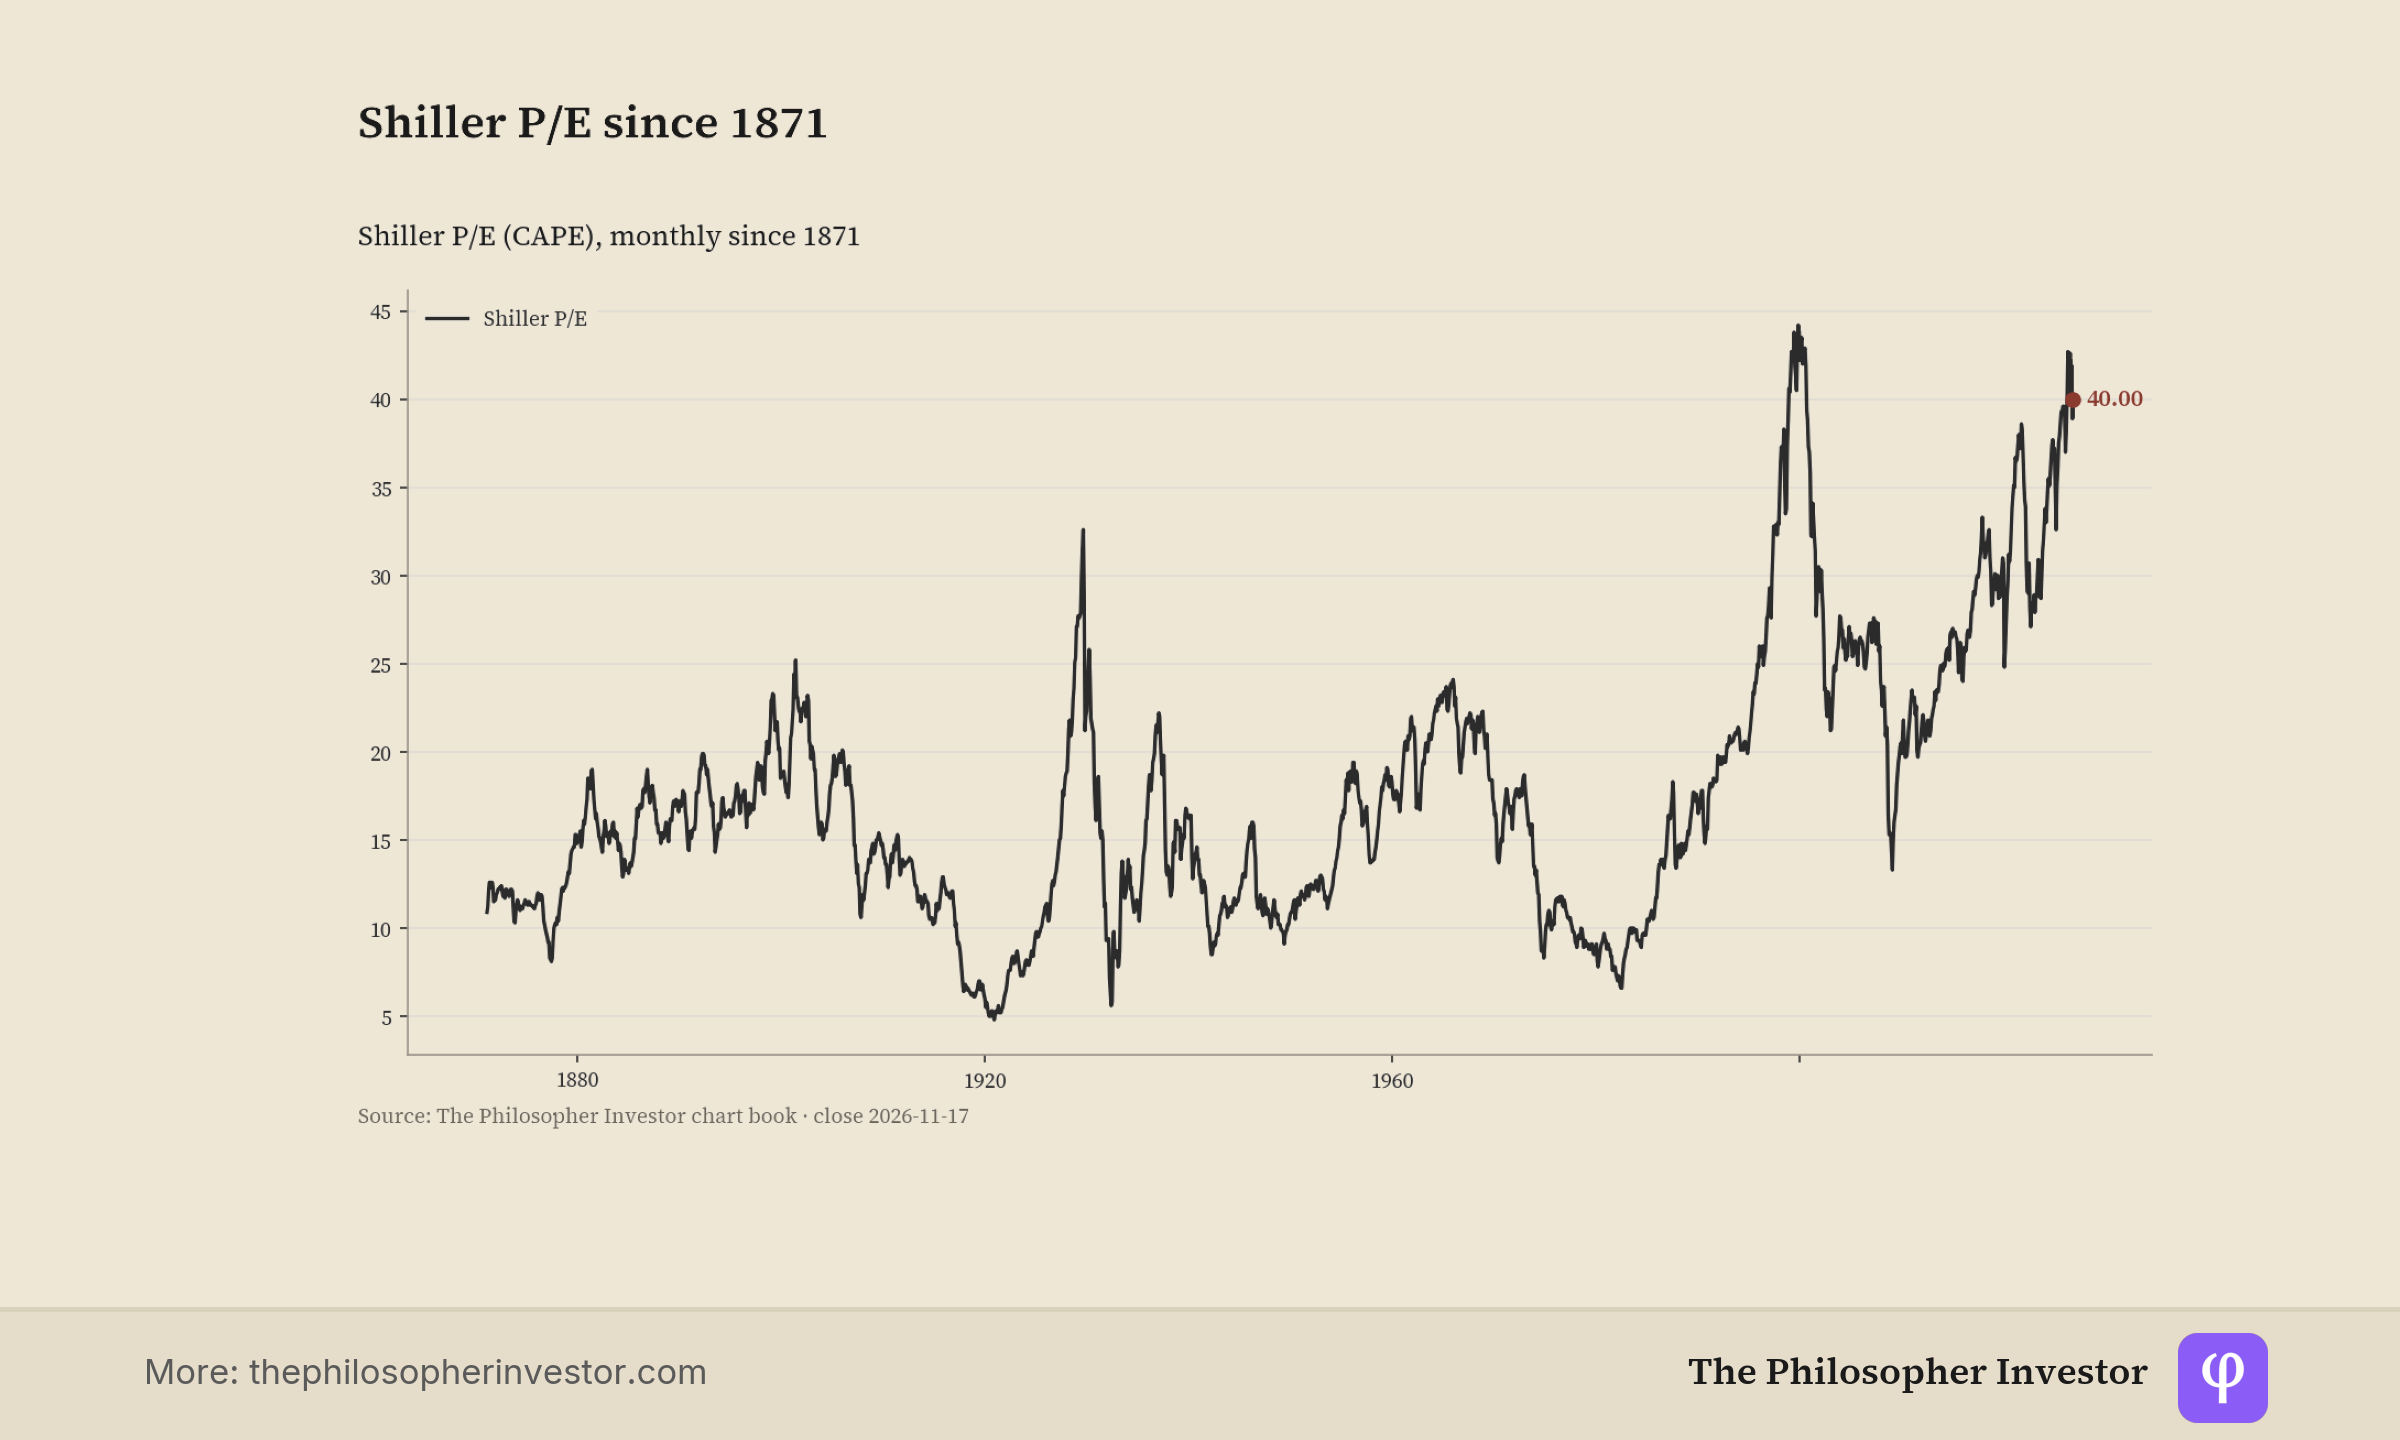 Shiller P/E since 1871
Shiller P/E (CAPE), monthly since 1871
45
Shiller P/E
40
40.00
35
30
25
20
15
10
5
1880
1920
1960
Source: The Philosopher Investor chart book · close 2026-11-17
More: thephilosopherinvestor.com
The Philosopher Investor
φ